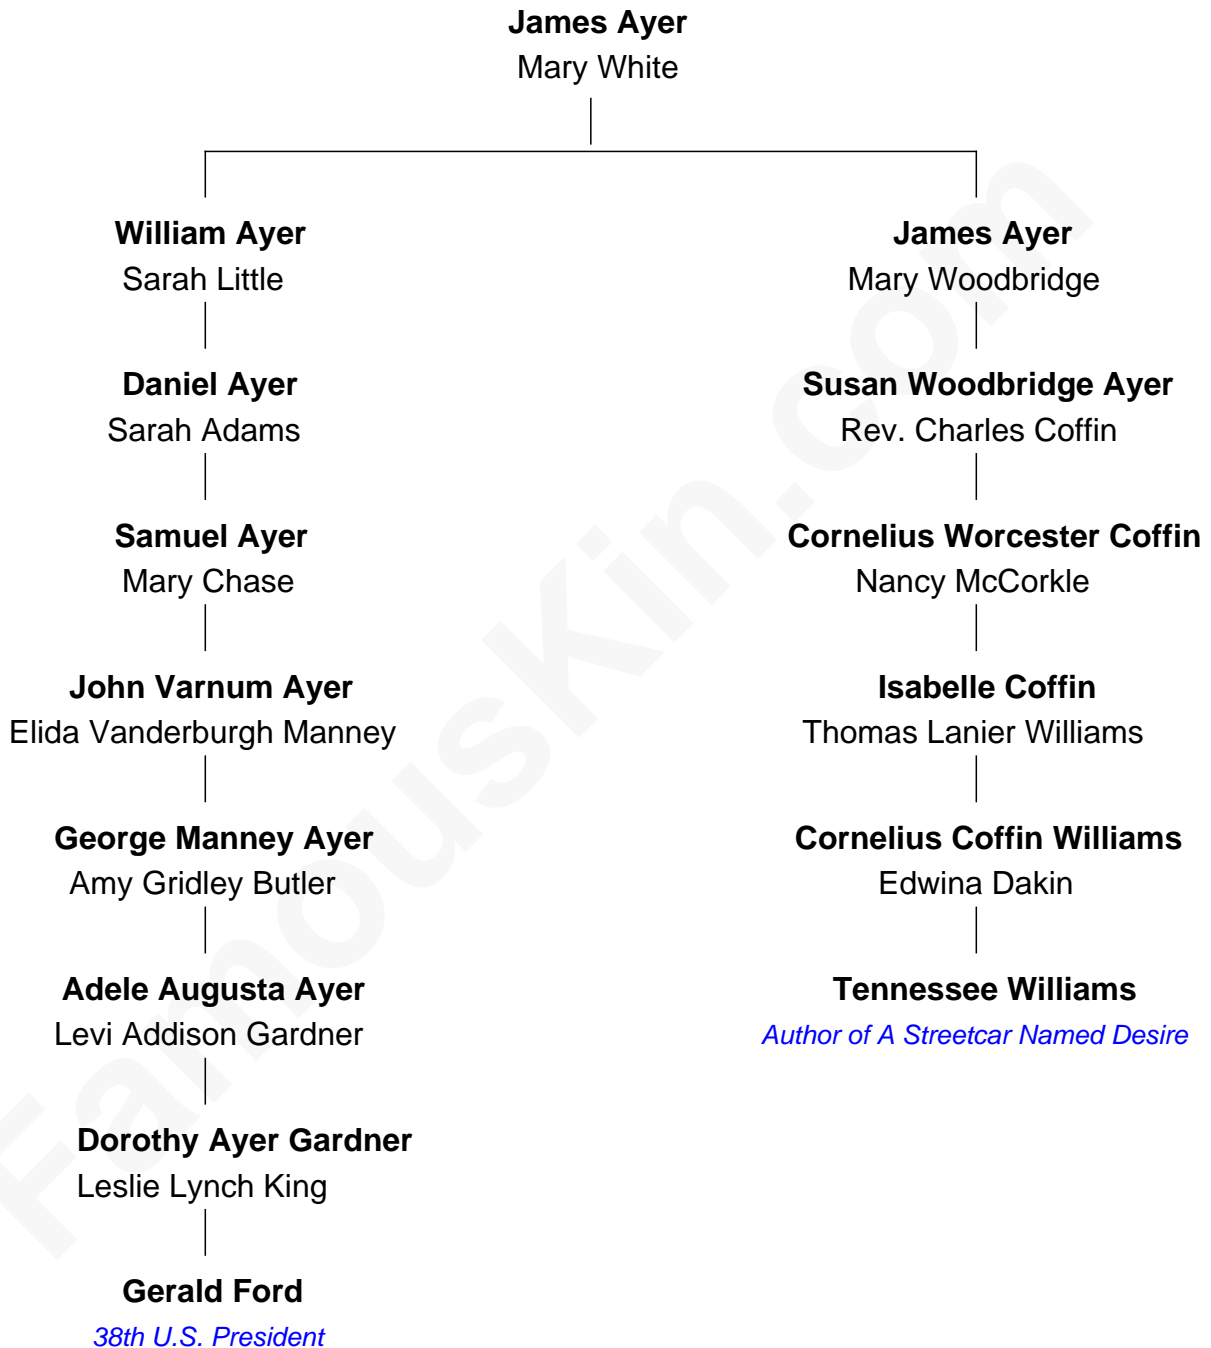 James Ayer
Mary White
William Ayer
Sarah Little
Daniel Ayer
Sarah Adams
Samuel Ayer
Mary Chase
John Varnum Ayer
Elida Vanderburgh Manney
George Manney Ayer
Amy Gridley Butler
Adele Augusta Ayer
Levi Addison Gardner
Dorothy Ayer Gardner
Leslie Lynch King
Gerald Ford
38th U.S. President
James Ayer
Mary Woodbridge
Susan Woodbridge Ayer
Rev. Charles Coffin
Cornelius Worcester Coffin
Nancy McCorkle
Isabelle Coffin
Thomas Lanier Williams
Cornelius Coffin Williams
Edwina Dakin
Tennessee Williams
Author of A Streetcar Named Desire
FamousKin.com